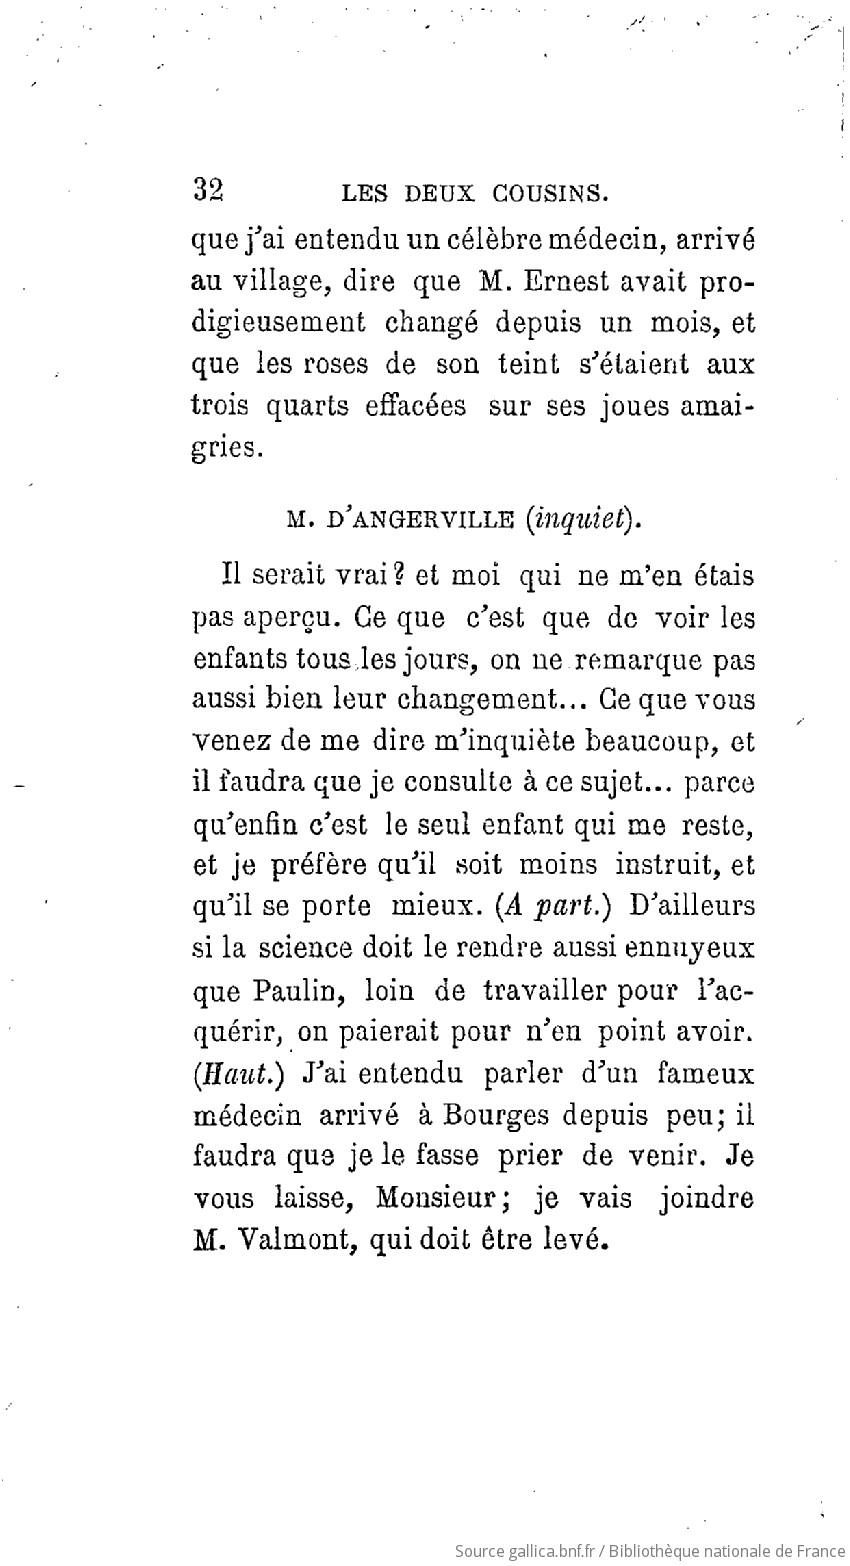 32 LES DEUX COUSINS.
que j'ai entendu un célèbre médecin, arrivé
au village, dire que M. Ernest avait pro-
digieusement changé depuis un mois, et
que les roses de son teint s'étaient aux
trois quarts effacées sur ses joues amai-
gries.
M. D'ANGERVILLE (inquiet).
Il serait vrai? et moi qui ne m'en étais
pas aperçu. Ce que c'est que de voir les
enfants tous les jours, on ne remarque pas
aussi bien leur changement... Ce que vous
venez de me dire m'inquiète beaucoup, et
il faudra que je consulte à ce sujet... parce
qu'enfin c'est le seul enfant qui me reste,
et je préfère qu'il soit moins instruit, et
qu'il se porte mieux. (A part.) D'ailleurs
si la science doit le rendre aussi ennuyeux
que Paulin, loin de travailler pour l'ac-
quérir, on paierait pour n'en point avoir.
(Haut.) J'ai entendu parler d'un fameux
médecin arrivé à Bourges depuis peu; il
faudra que je le fasse prier de venir. Je
vous laisse, Monsieur; je vais joindre
M. Valmont, qui doit être levé.
Source gallica.bnf.fr / Bibliothèque nationale de France